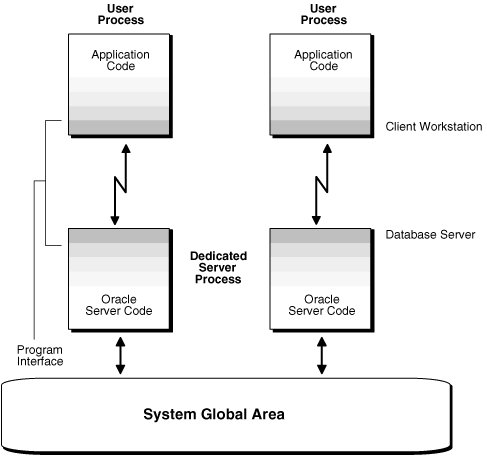 User
Process
User
Process
Application
Code
Application
Code
Client Workstation
Database Server
Dedicated
Server
Process
Oracle
Server Code
Oracle
Server Code
Program
Interface
System Global Area